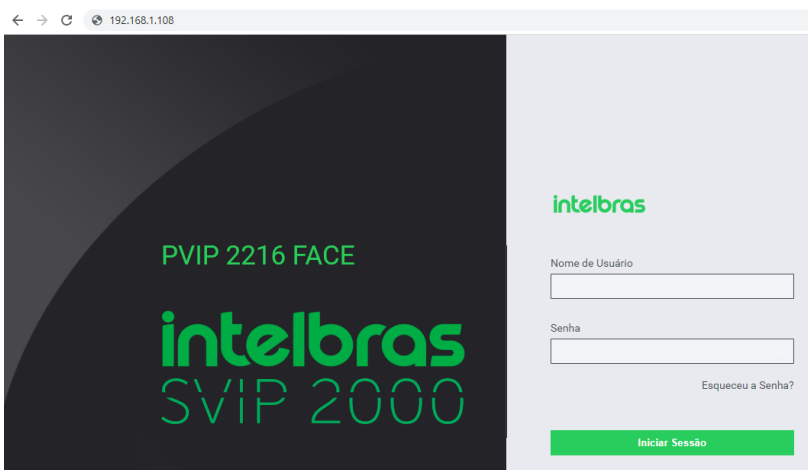 192.168.1.108
PVIP 2216 FACE
intelbras
SVIP 2000
intelbras
Nome de Usuário
Senha
Esqueceu a Senha?
Iniciar Sessão